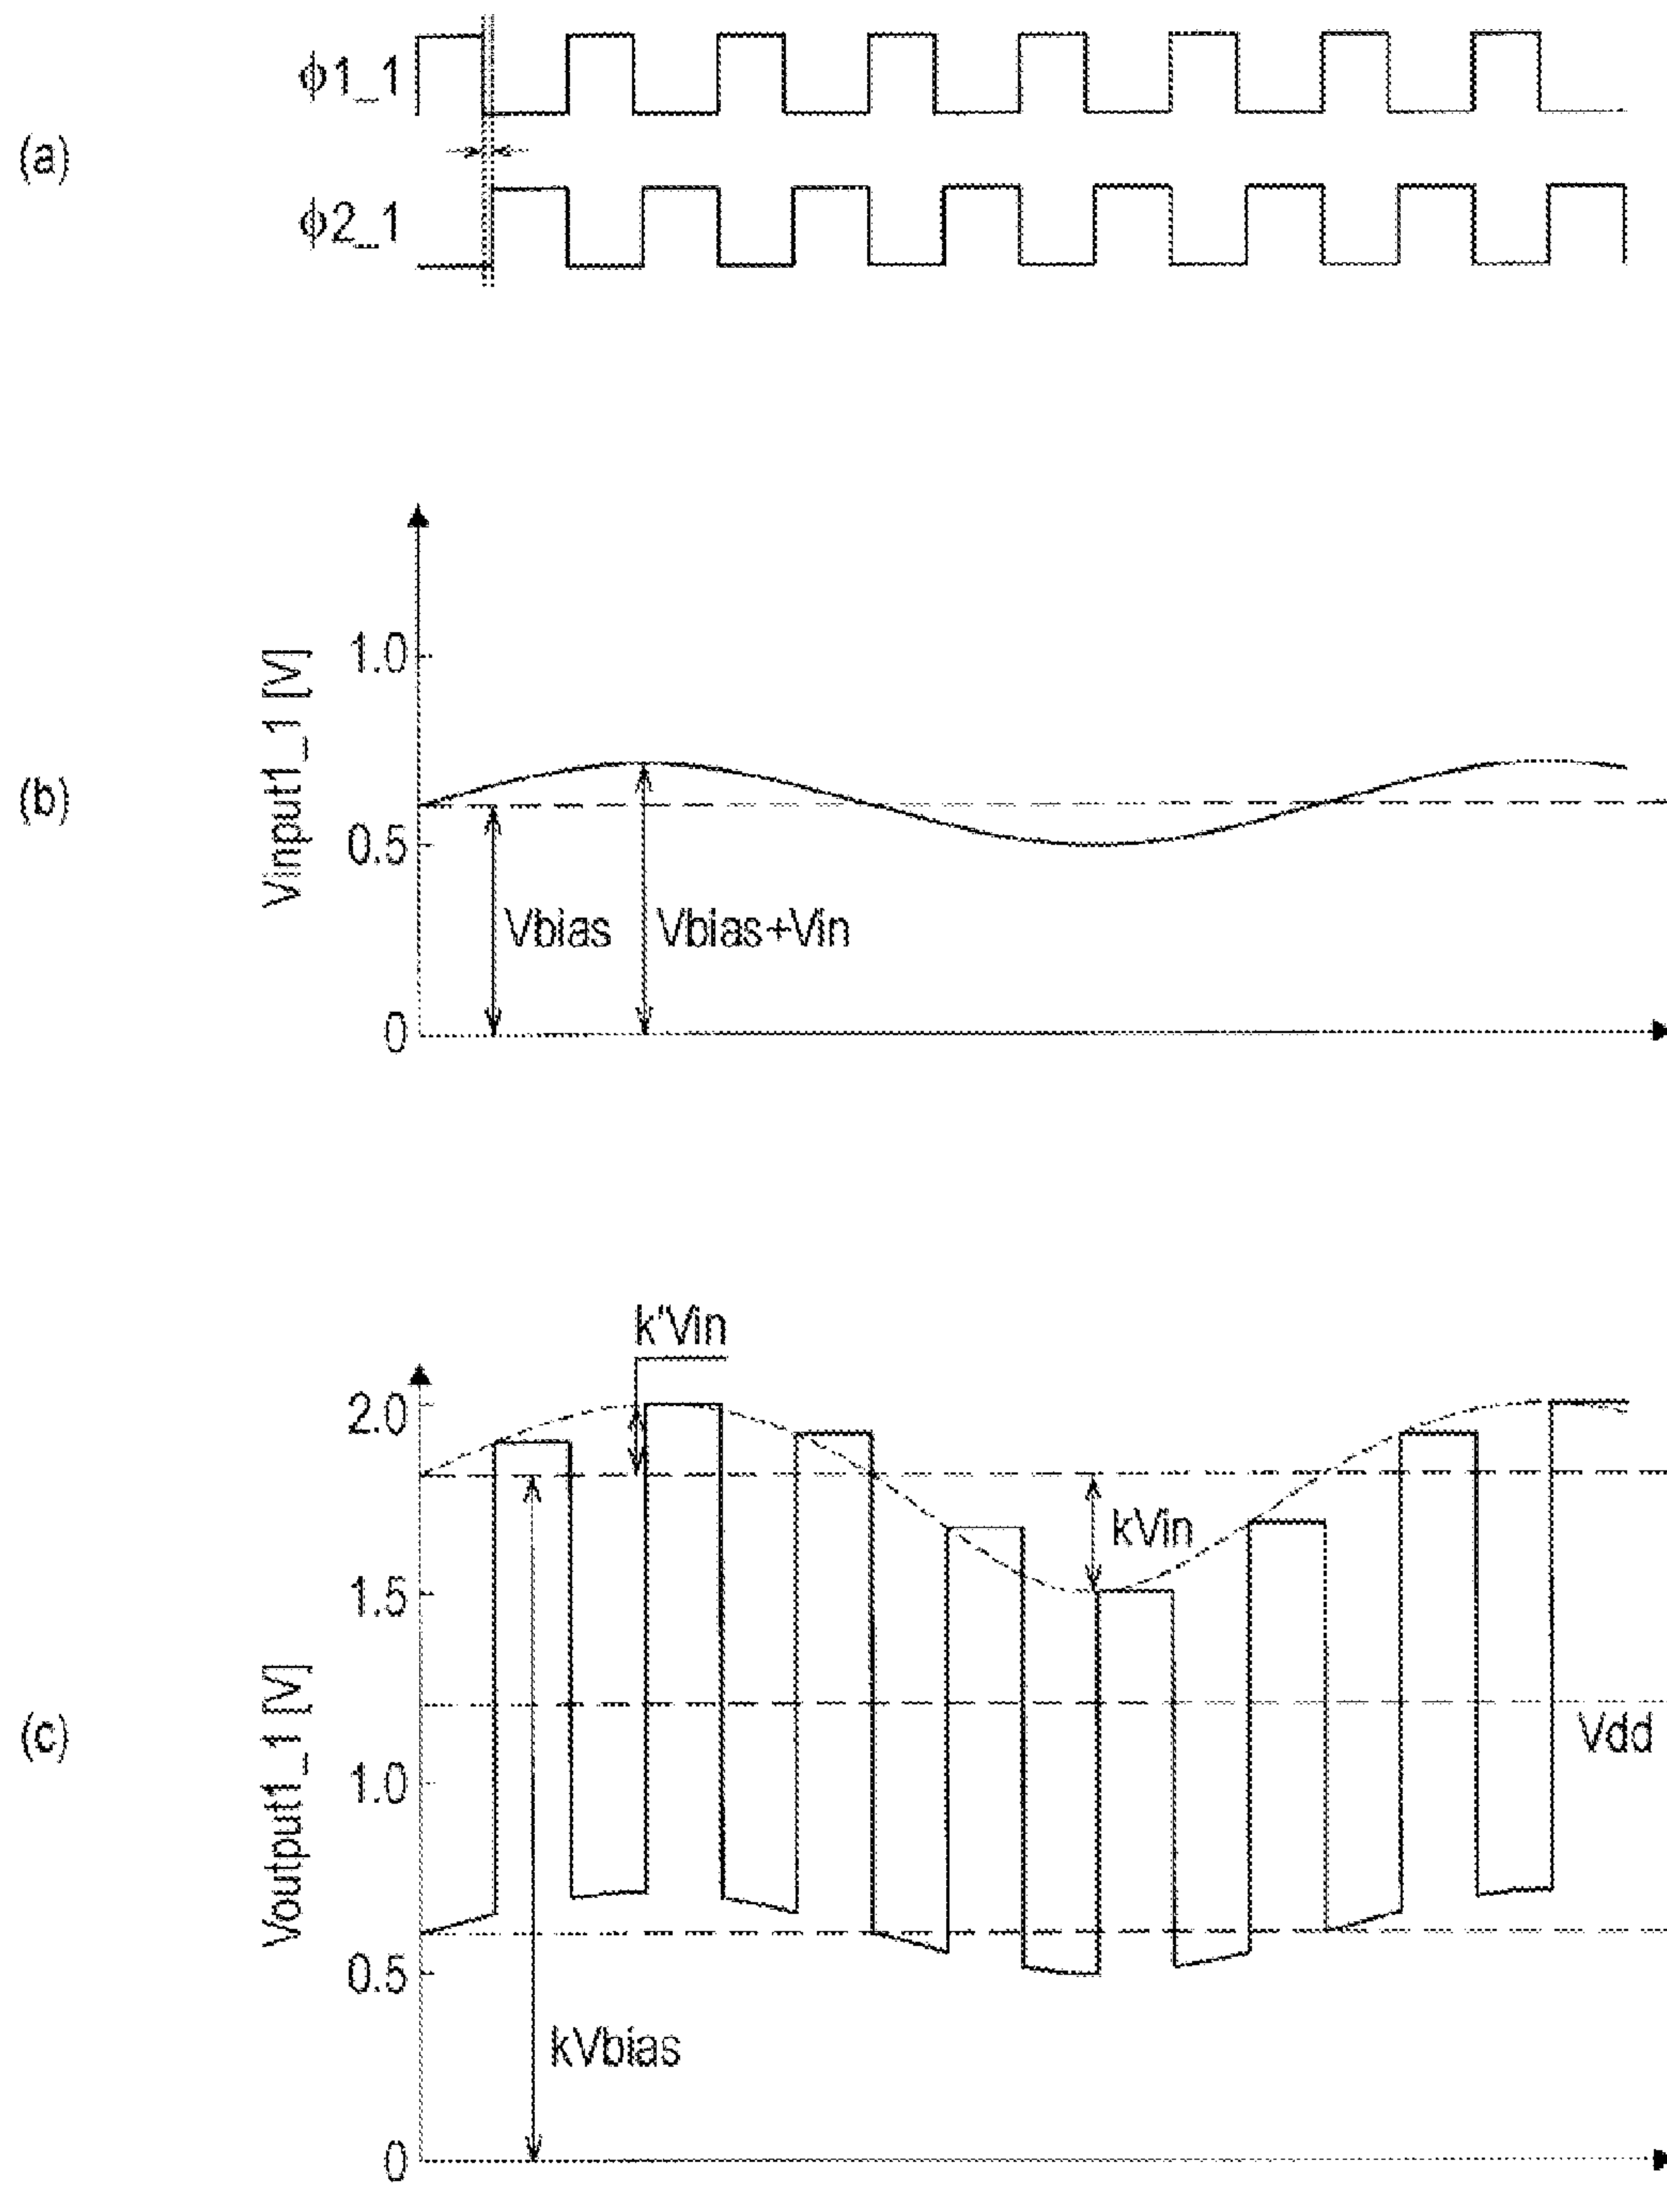 (a)
ϕ1_1
ϕ2_1
(b)
Vinput1_1 [V]
1.0
0.5
0
Vbias
Vbias+Vin
(c)
Voutput1_1 [V]
k'Vin
2.0
1.5
1.0
0.5
0
kVin
Vdd
kVbias